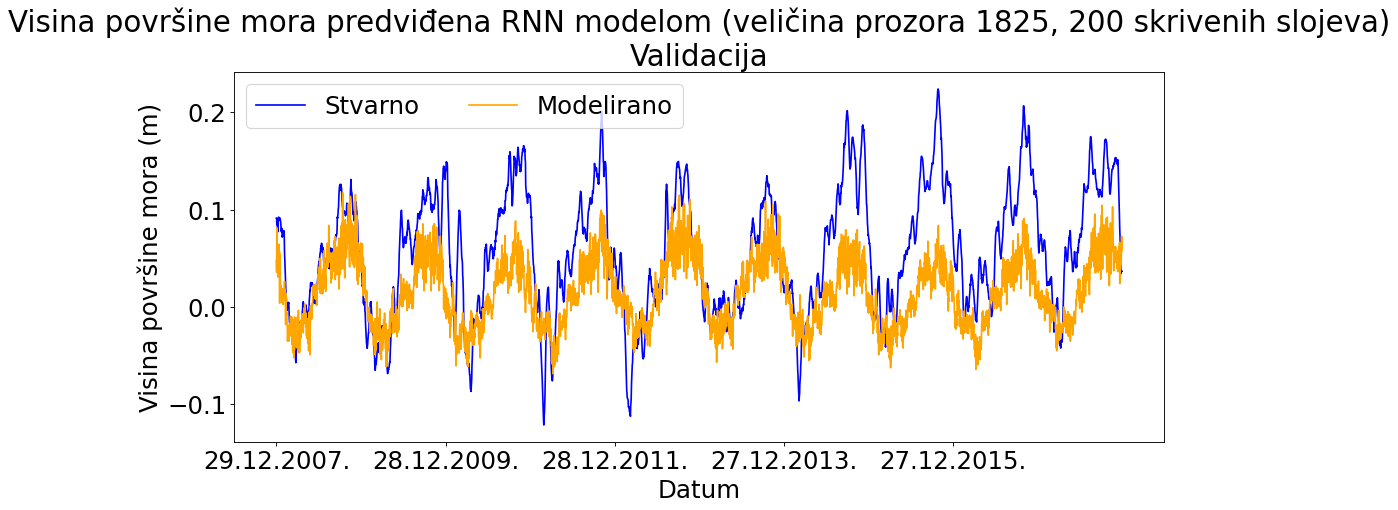 Visina površine mora predviđena RNN modelom (veličina prozora 1825, 200 skrivenih slojeva)
Validacija
Stvarno
Modelirano
Visina površine mora (m)
0.2
0.1
0.0
−0.1
29.12.2007.
28.12.2009.
28.12.2011.
27.12.2013.
27.12.2015.
Datum